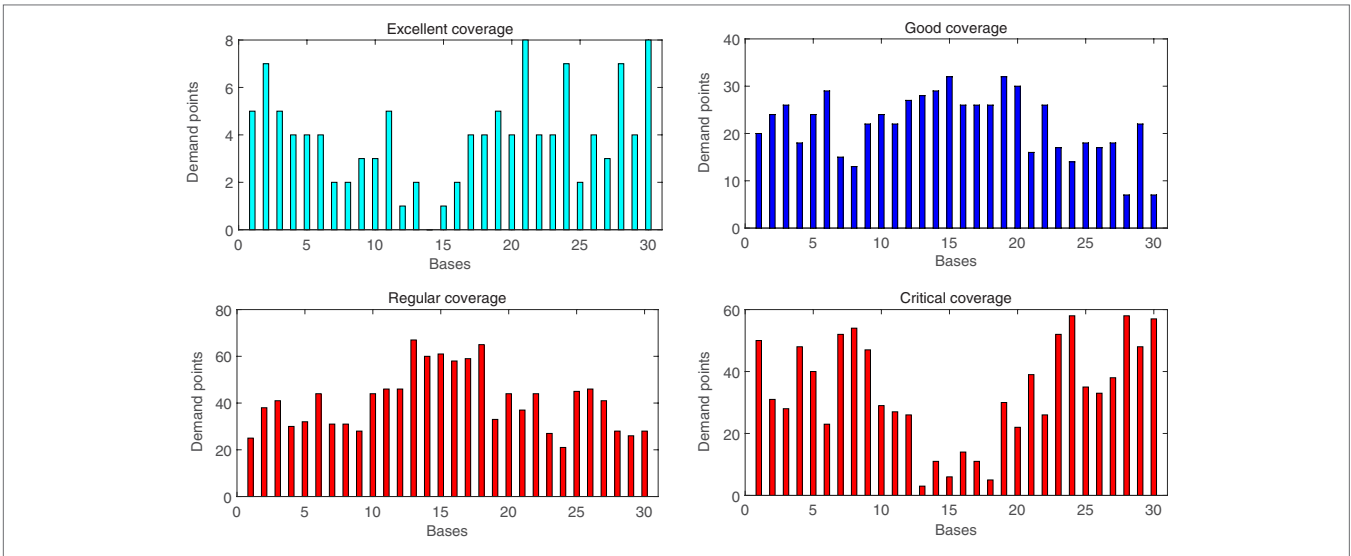 Excellent coverage
8
6
4
2
0
Demand points
0 5 10 15 20 25 30
Bases
Good coverage
40
30
20
10
0
Demand points
0 5 10 15 20 25 30
Bases
Regular coverage
80
60
40
20
0
Demand points
0 5 10 15 20 25 30
Bases
Critical coverage
60
40
20
0
Demand points
0 5 10 15 20 25 30
Bases